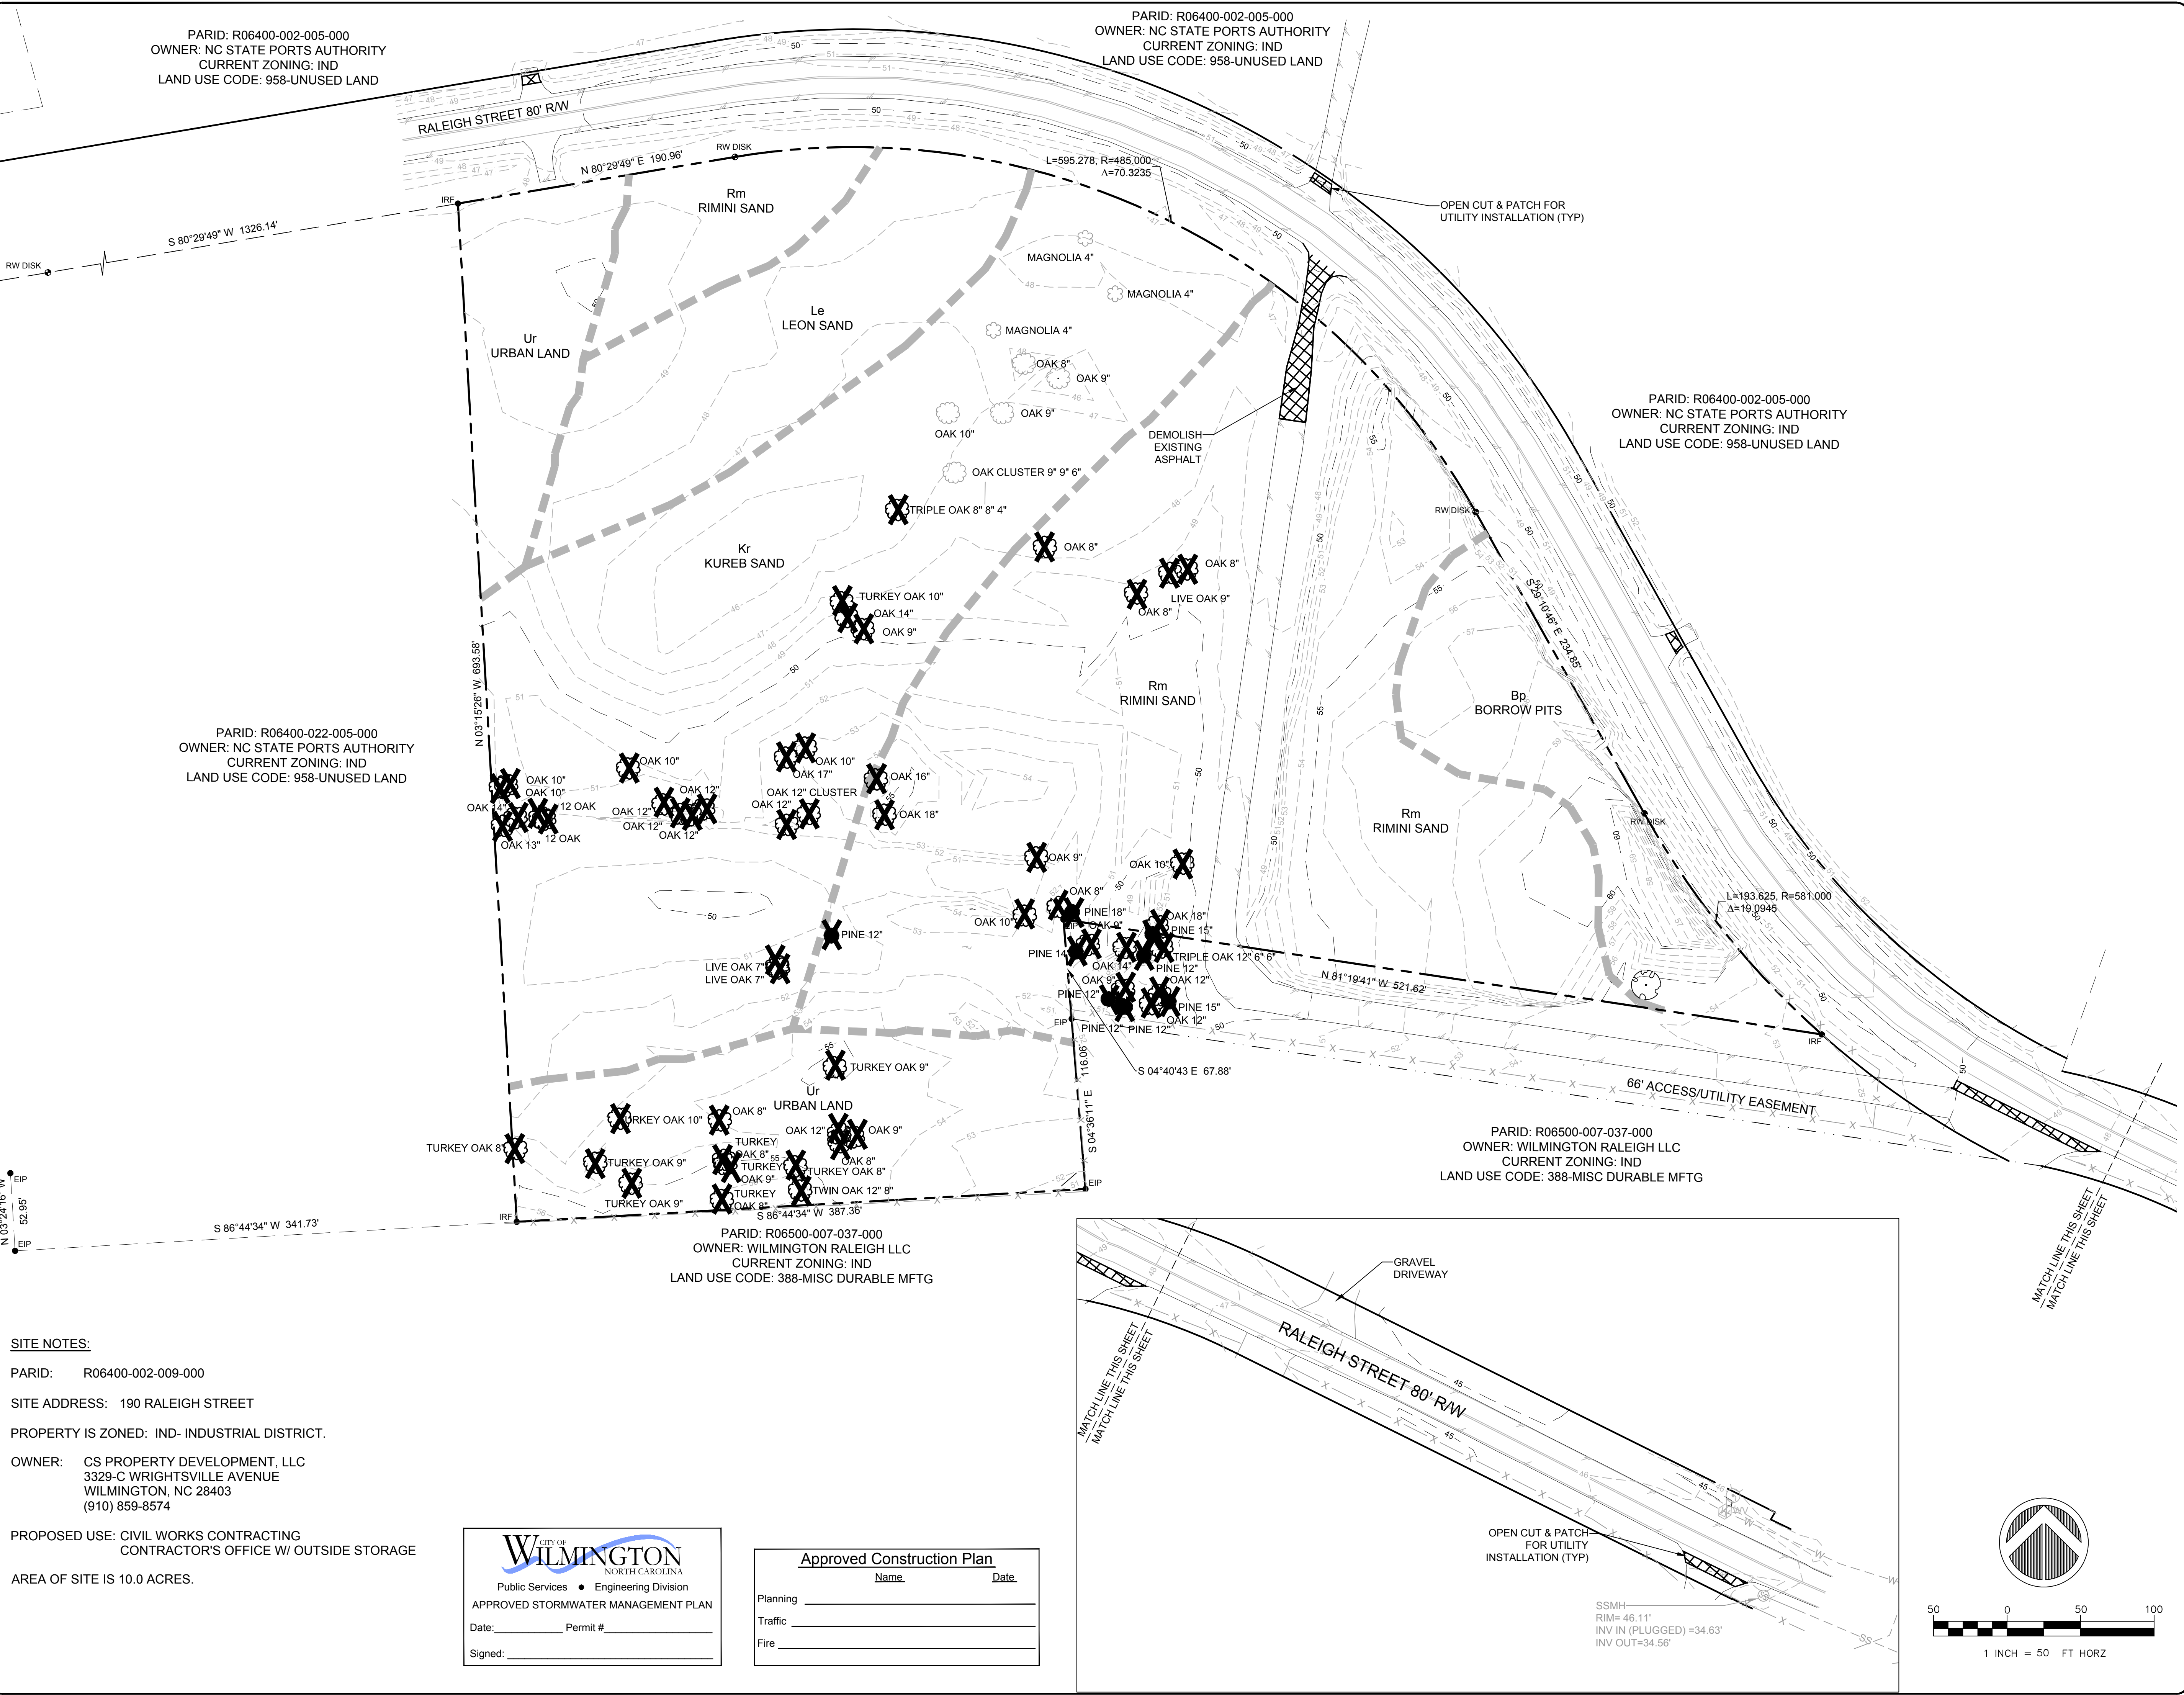 PARID: R06400-002-005-000
OWNER: NC STATE PORTS AUTHORITY
CURRENT ZONING: IND
LAND USE CODE: 958-UNUSED LAND
PARID: R06400-002-005-000
OWNER: NC STATE PORTS AUTHORITY
CURRENT ZONING: IND
LAND USE CODE: 958-UNUSED LAND
RALEIGH STREET 80' R/W
N 80°29'49" E 190.96'
RW DISK
L=595.278, R=485.000
Δ=70.3235
IRF
S 80°29'49" W 1326.14'
RW DISK
OPEN CUT & PATCH FOR
UTILITY INSTALLATION (TYP)
Rm
RIMINI SAND
MAGNOLIA 4"
MAGNOLIA 4"
MAGNOLIA 4"
Le
LEON SAND
Ur
URBAN LAND
OAK 8"
OAK 9"
OAK 9"
OAK 10"
DEMOLISH
EXISTING
ASPHALT
PARID: R06400-002-005-000
OWNER: NC STATE PORTS AUTHORITY
CURRENT ZONING: IND
LAND USE CODE: 958-UNUSED LAND
OAK CLUSTER 9" 9" 6"
TRIPLE OAK 8" 8" 4"
RW DISK
Kr
KUREB SAND
OAK 8"
OAK 8"
LIVE OAK 9"
OAK 8"
TURKEY OAK 10"
OAK 14"
OAK 9"
S 29°10'46" E 234.85'
N 03°15'26" W 693.58'
Rm
RIMINI SAND
Bp
BORROW PITS
PARID: R06400-022-005-000
OWNER: NC STATE PORTS AUTHORITY
CURRENT ZONING: IND
LAND USE CODE: 958-UNUSED LAND
OAK 10"
OAK 10"
OAK 14"
12 OAK
12 OAK
OAK 13"
OAK 10"
OAK 12"
OAK 12"
OAK 12"
OAK 12"
OAK 10"
OAK 17"
OAK 12" CLUSTER
OAK 12"
OAK 16"
OAK 18"
Rm
RIMINI SAND
RW DISK
OAK 9"
OAK 10"
OAK 8"
OAK 10"
PINE 18"
EIP
OAK 9"
OAK 18"
PINE 15"
PINE 14
OAK 14"
TRIPLE OAK 12" 6" 6"
PINE 12"
OAK 9"
OAK 12"
PINE 12"
PINE 15"
OAK 12"
PINE 12"
PINE 12"
L=193.625, R=581.000
Δ=19.0945
N 81°19'41" W 521.62'
PINE 12"
LIVE OAK 7"
LIVE OAK 7"
EIP
IRF
S 04°40'43 E 67.88'
S 04°36'11" E 116.06'
66' ACCESS/UTILITY EASEMENT
TURKEY OAK 9"
Ur
URBAN LAND
TURKEY OAK 8"
URKEY OAK 10"
TURKEY OAK 9"
TURKEY OAK 9"
OAK 8"
TURKEY
OAK 8"
TURKEY
OAK 9"
TURKEY
OAK 8"
OAK 12"
OAK 9"
OAK 8"
TURKEY OAK 8"
TWIN OAK 12" 8"
EIP
IRF
S 86°44'34" W 387.36'
S 86°44'34" W 341.73'
N 03°24'16" W
52.95'
EIP
EIP
PARID: R06500-007-037-000
OWNER: WILMINGTON RALEIGH LLC
CURRENT ZONING: IND
LAND USE CODE: 388-MISC DURABLE MFTG
PARID: R06500-007-037-000
OWNER: WILMINGTON RALEIGH LLC
CURRENT ZONING: IND
LAND USE CODE: 388-MISC DURABLE MFTG
MATCH LINE THIS SHEET
MATCH LINE THIS SHEET
GRAVEL
DRIVEWAY
RALEIGH STREET 80' R/W
MATCH LINE THIS SHEET
MATCH LINE THIS SHEET
OPEN CUT & PATCH
FOR UTILITY
INSTALLATION (TYP)
SSMH
RIM= 46.11'
INV IN (PLUGGED) =34.63'
INV OUT=34.56'
SITE NOTES:
PARID: R06400-002-009-000
SITE ADDRESS: 190 RALEIGH STREET
PROPERTY IS ZONED: IND- INDUSTRIAL DISTRICT.
OWNER: CS PROPERTY DEVELOPMENT, LLC
3329-C WRIGHTSVILLE AVENUE
WILMINGTON, NC 28403
(910) 859-8574
PROPOSED USE: CIVIL WORKS CONTRACTING
CONTRACTOR'S OFFICE W/ OUTSIDE STORAGE
AREA OF SITE IS 10.0 ACRES.
CITY OF
WILMINGTON
NORTH CAROLINA
Public Services ● Engineering Division
APPROVED STORMWATER MANAGEMENT PLAN
Date: Permit #
Signed:
Approved Construction Plan
Name Date
Planning
Traffic
Fire
50 0 50 100
1 INCH = 50 FT HORZ